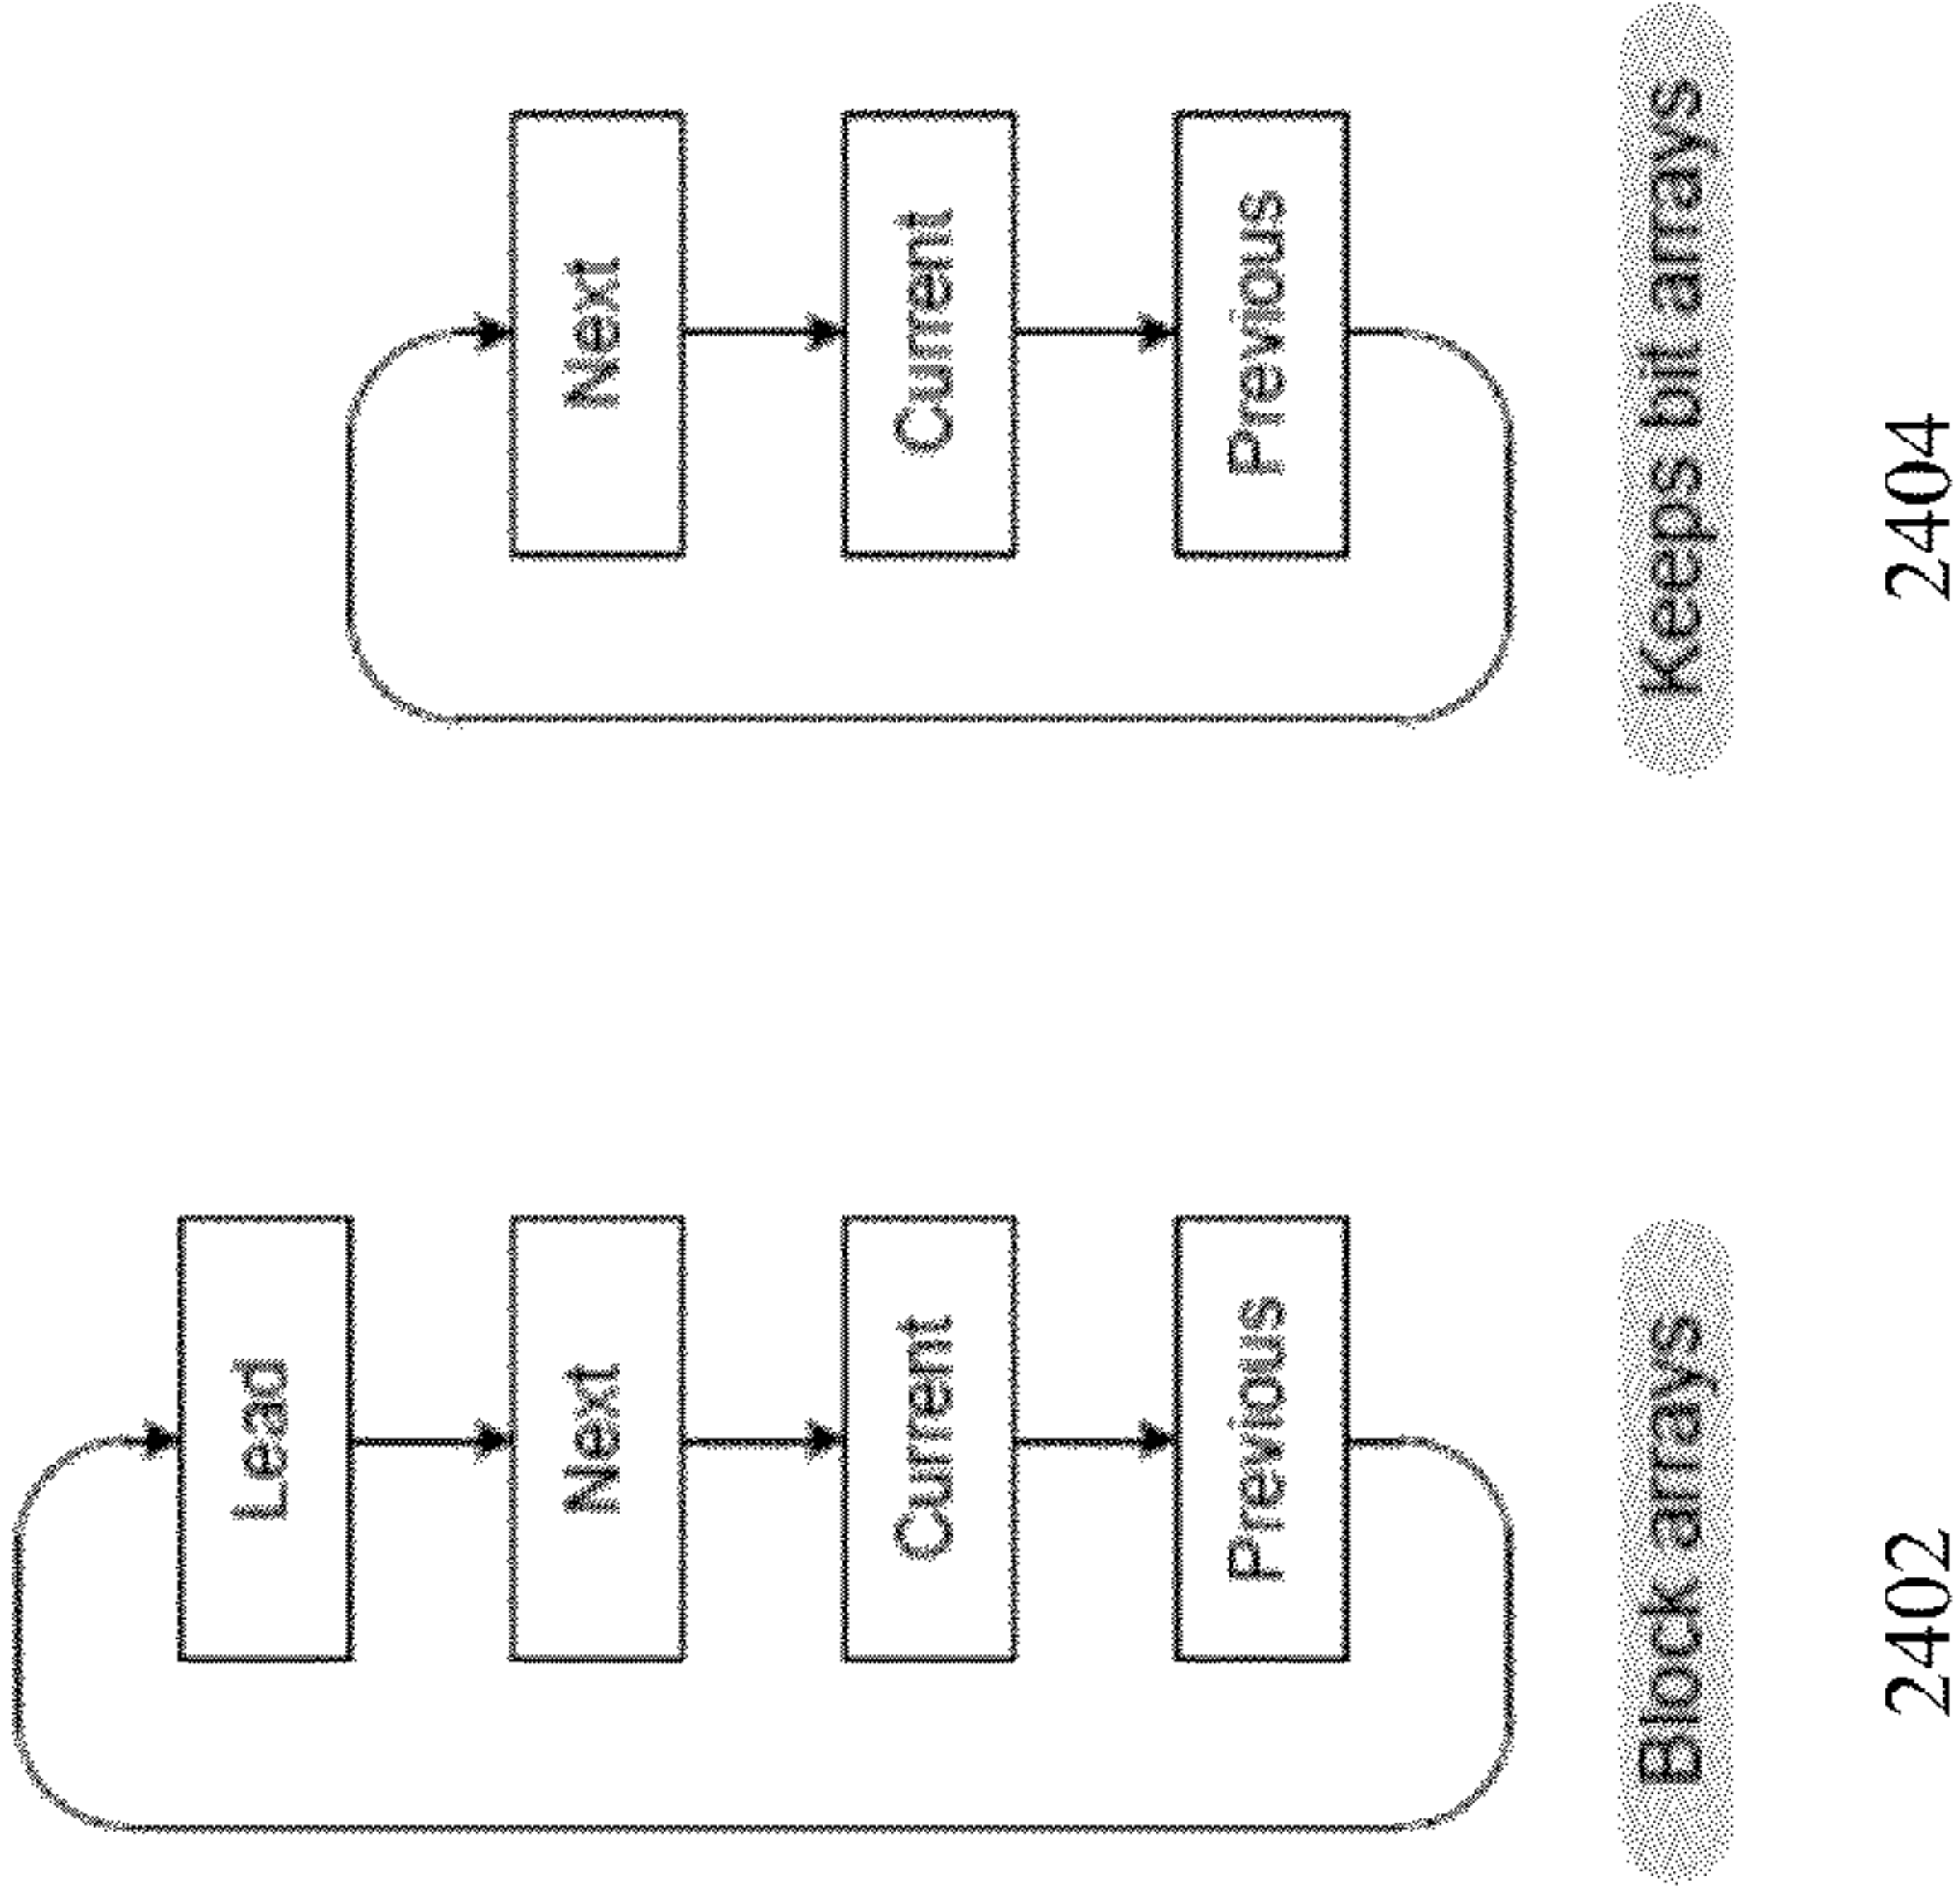 Lead
Next
Current
Previous
Block arrays
2402
Next
Current
Previous
Keeps bit arrays
2404